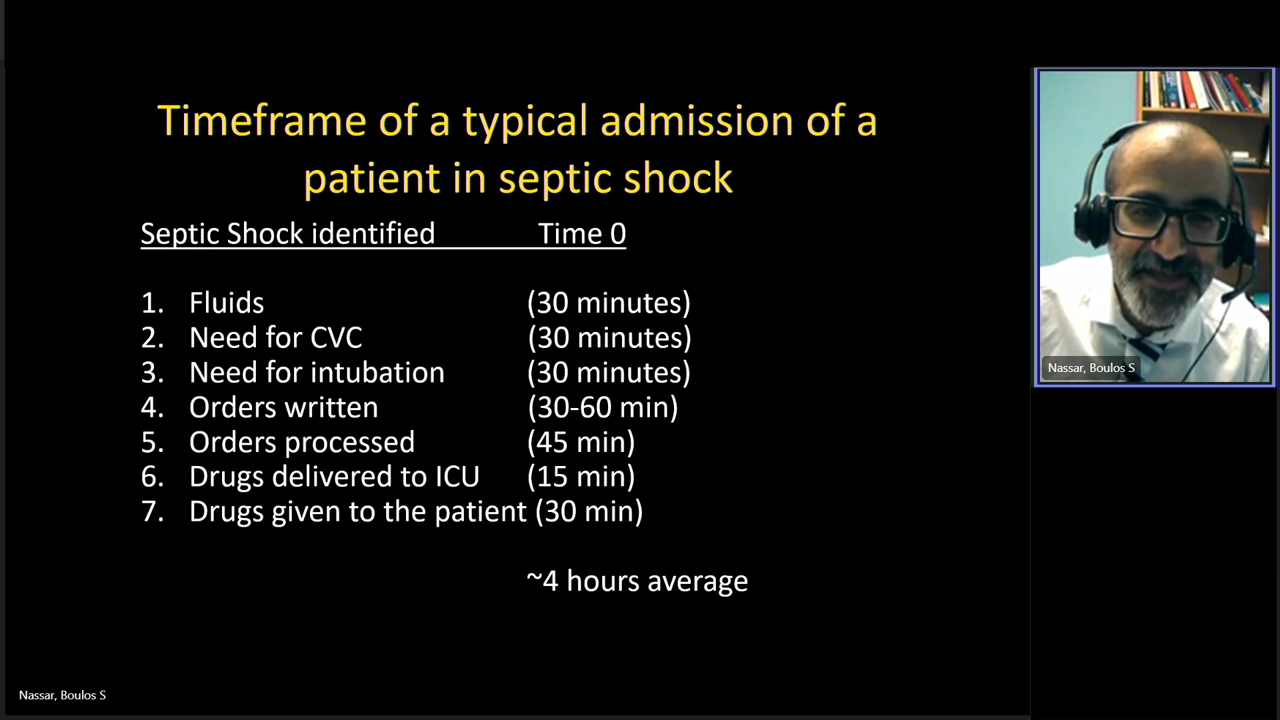 Timeframe of a typical admission of a
patient in septic shock
Septic Shock identified Time 0
1. Fluids (30 minutes)
2. Need for CVC (30 minutes)
3. Need for intubation (30 minutes)
4. Orders written (30-60 min)
5. Orders processed (45 min)
6. Drugs delivered to ICU (15 min)
7. Drugs given to the patient (30 min)
~4 hours average
Nassar, Boulos S
Nassar, Boulos S